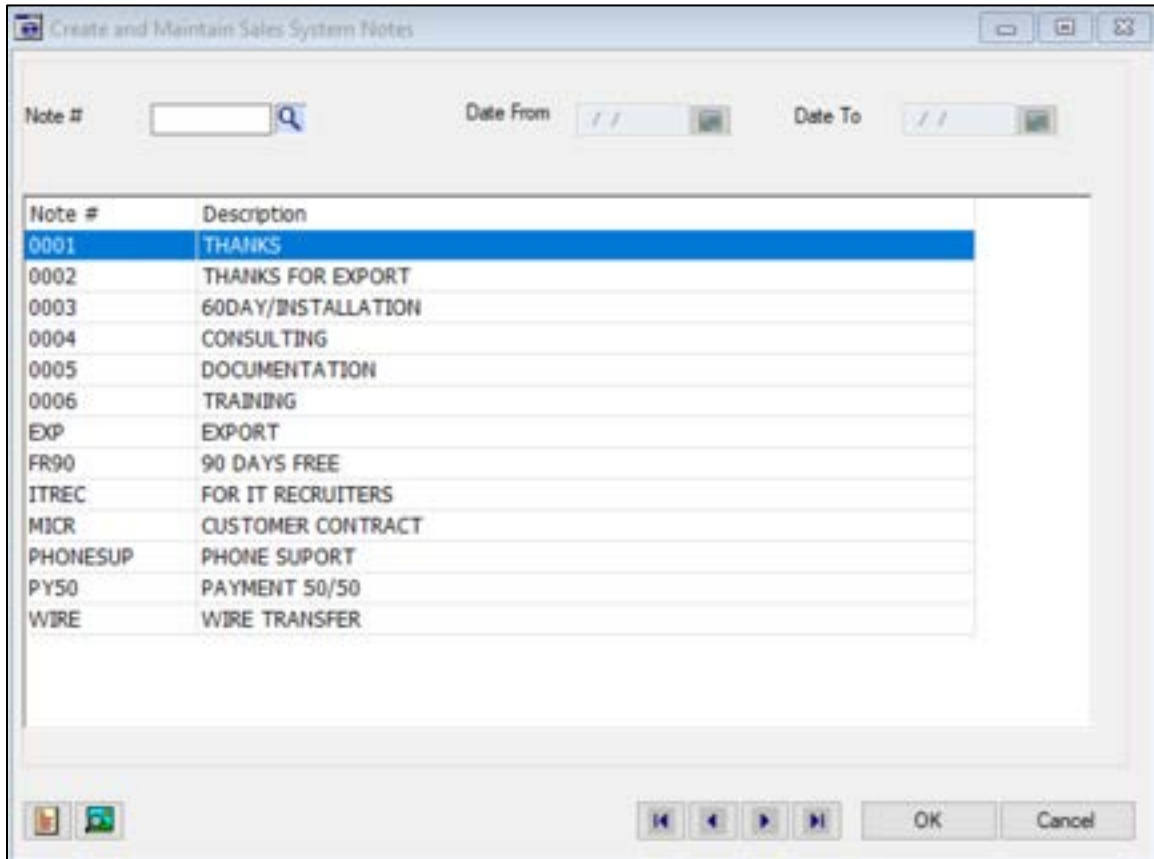 Create and Maintain Sales System Notes
Note # Date From / / Date To / /
Note # Description
0001 THANKS
0002 THANKS FOR EXPORT
0003 60DAY/INSTALLATION
0004 CONSULTING
0005 DOCUMENTATION
0006 TRAINING
EXP EXPORT
FR90 90 DAYS FREE
ITREC FOR IT RECRUITERS
MICR CUSTOMER CONTRACT
PHONESUP PHONE SUPORT
PY50 PAYMENT 50/50
WIRE WIRE TRANSFER
OK Cancel